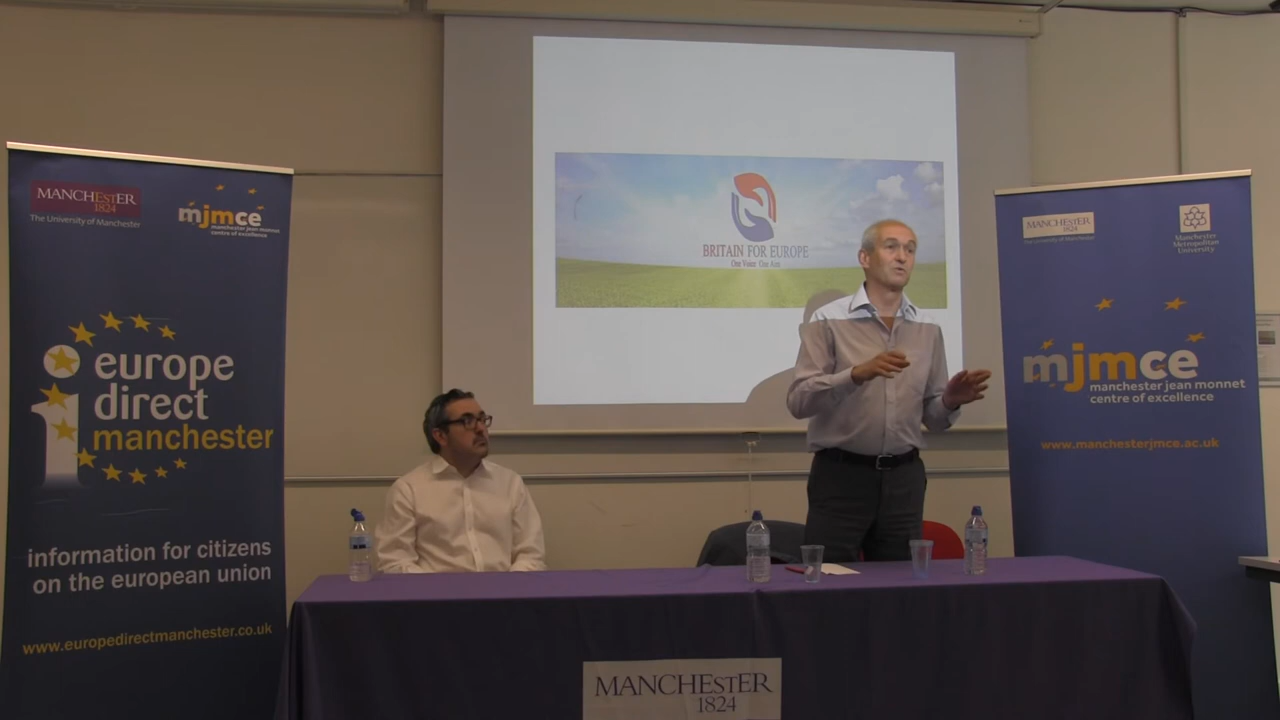 MANCHEstER
1824
The University of Manchester
mjmce
manchester jean monnet
centre of excellence
europe
direct
manchester
information for citizens
on the european union
www.europedirectmanchester.co.uk
BRITAIN FOR EUROPE
One Voice One Aim
MANCHEstER
1824
The University of Manchester
Manchester
Metropolitan
University
mjmce
manchester jean monnet
centre of excellence
www.manchesterjmce.ac.uk
MANCHEstER
1824